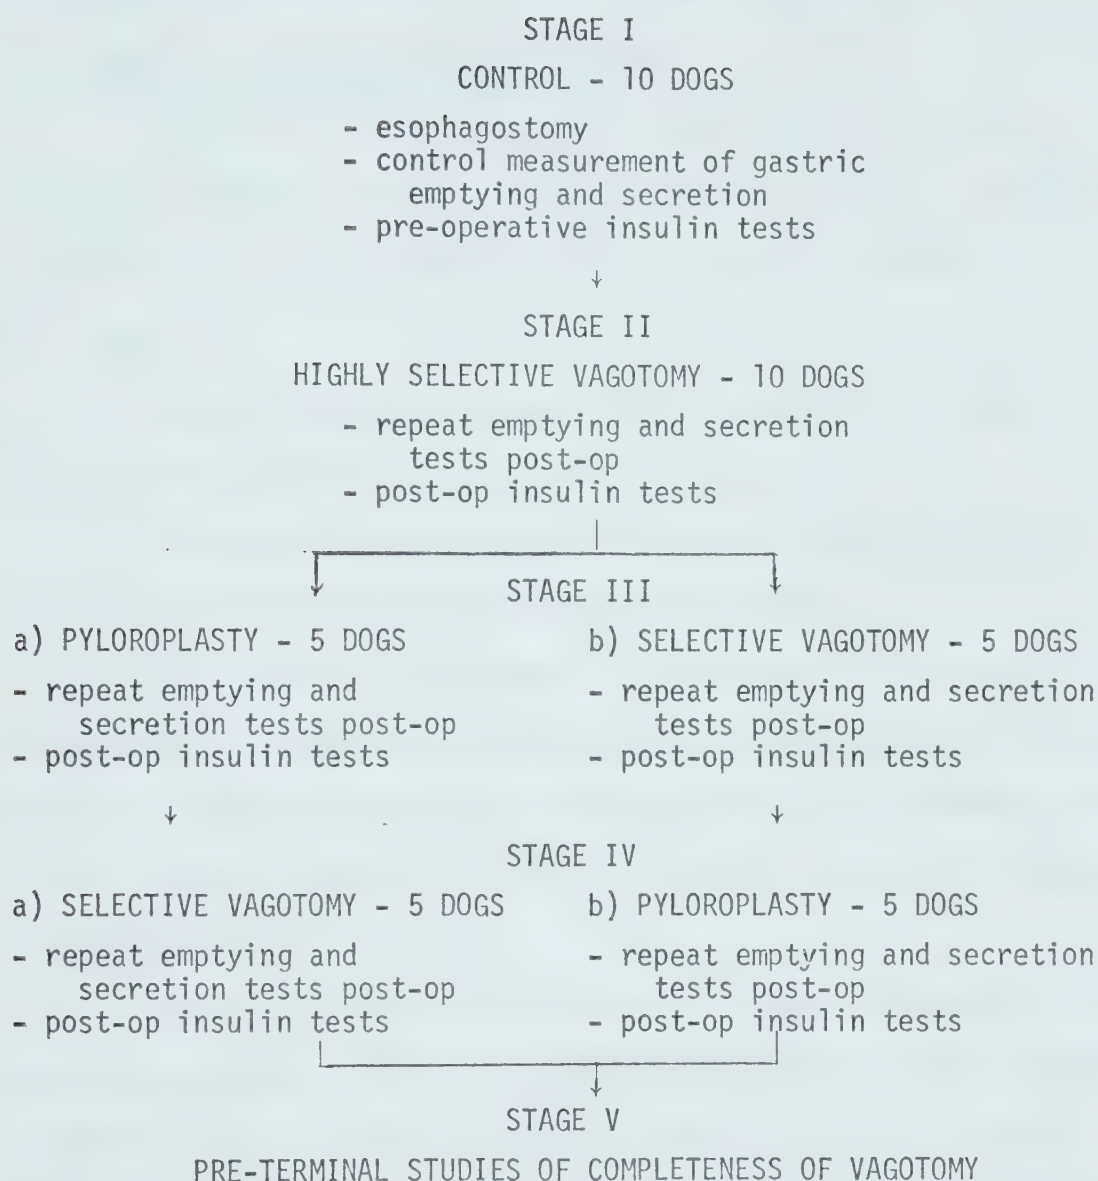 STAGE I
CONTROL - 10 DOGS
- esophagostomy
- control measurement of gastric
emptying and secretion
- pre-operative insulin tests
↓
STAGE II
HIGHLY SELECTIVE VAGOTOMY - 10 DOGS
- repeat emptying and secretion
tests post-op
- post-op insulin tests
STAGE III
a) PYLOROPLASTY - 5 DOGS
- repeat emptying and
secretion tests post-op
- post-op insulin tests
↓
b) SELECTIVE VAGOTOMY - 5 DOGS
- repeat emptying and secretion
tests post-op
- post-op insulin tests
↓
STAGE IV
a) SELECTIVE VAGOTOMY - 5 DOGS
- repeat emptying and
secretion tests post-op
- post-op insulin tests
b) PYLOROPLASTY - 5 DOGS
- repeat emptying and secretion
tests post-op
- post-op insulin tests
↓
STAGE V
PRE-TERMINAL STUDIES OF COMPLETENESS OF VAGOTOMY